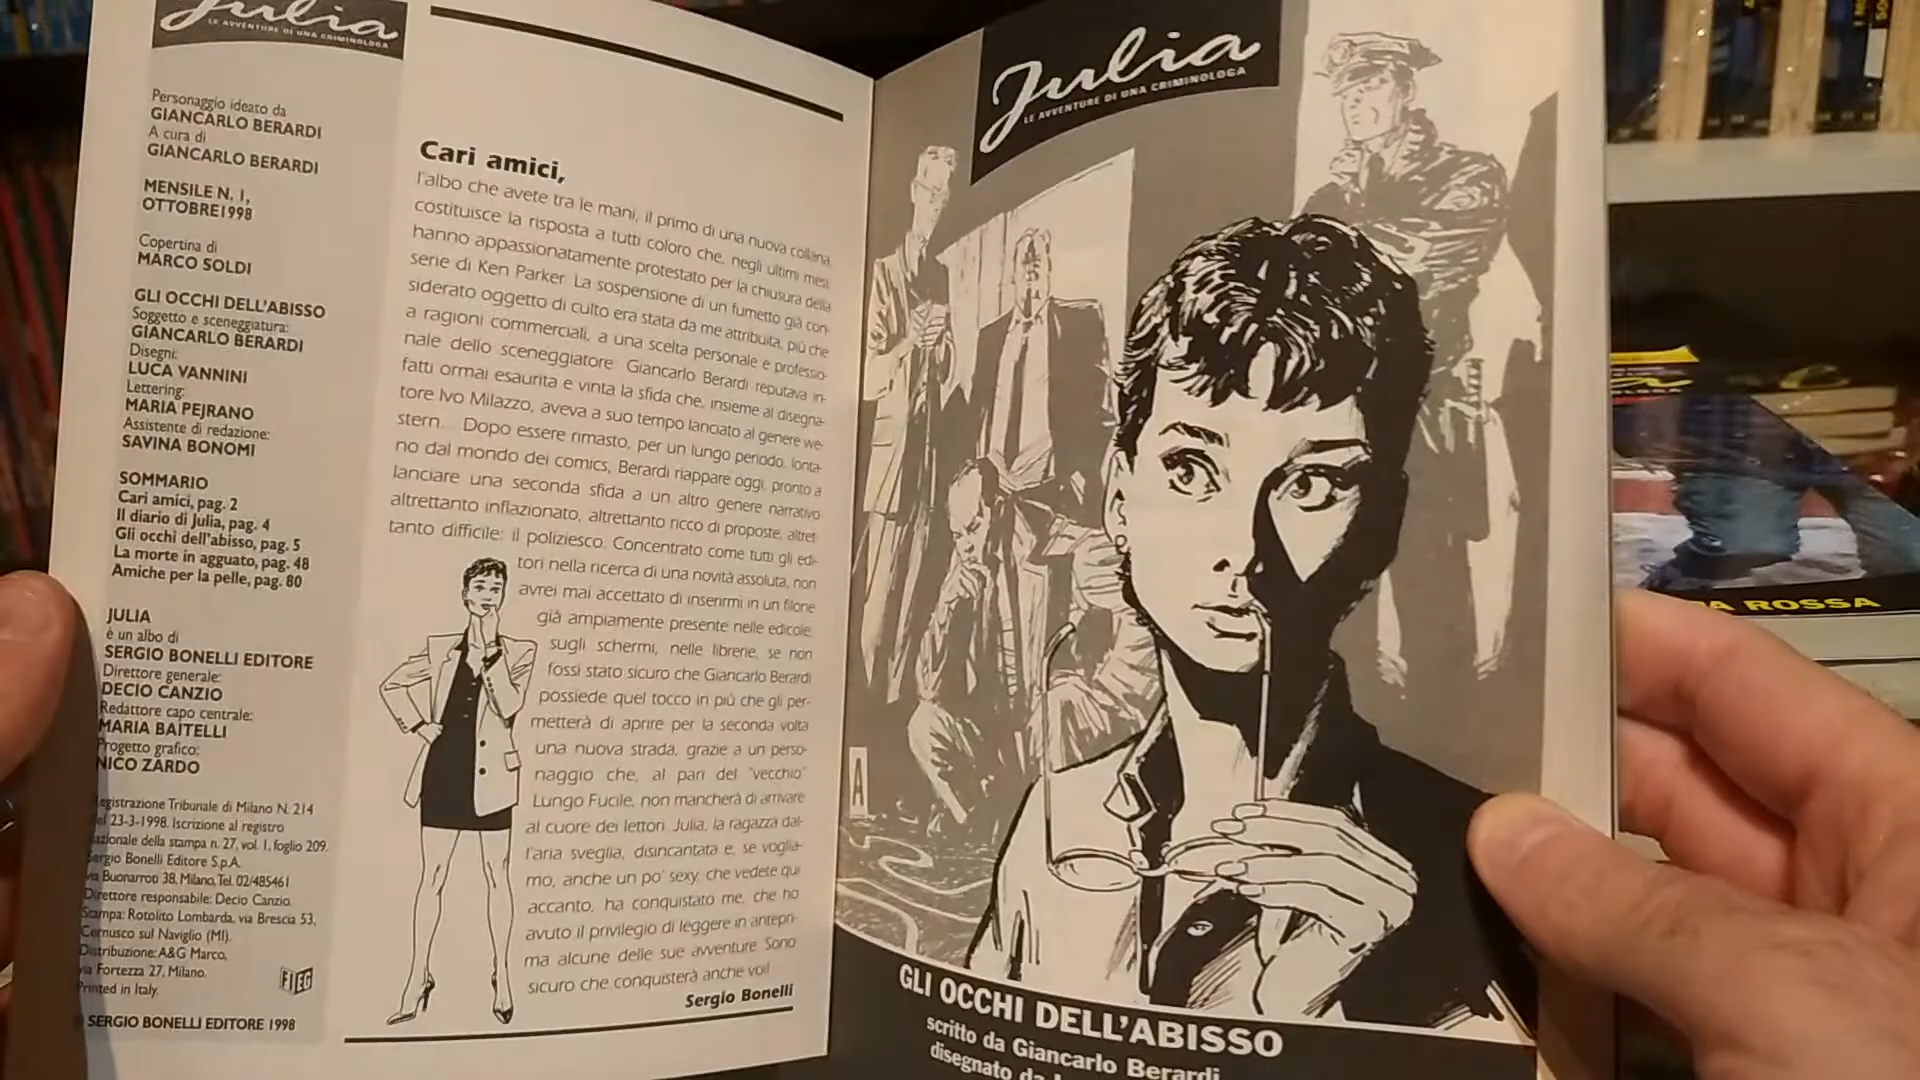 Julia
LE AVVENTURE DI UNA CRIMINOLOGA
Personaggio ideato da
GIANCARLO BERARDI
A cura di
GIANCARLO BERARDI
MENSILE N. 1,
OTTOBRE1998
Copertina di
MARCO SOLDI
GLI OCCHI DELL'ABISSO
Soggetto e sceneggiatura:
GIANCARLO BERARDI
Disegni:
LUCA VANNINI
Lettering:
MARIA PEJRANO
Assistente di redazione:
SAVINA BONOMI
SOMMARIO
Cari amici, pag. 2
Il diario di Julia, pag. 4
Gli occhi dell'abisso, pag. 5
La morte in agguato, pag. 48
Amiche per la pelle, pag. 80
JULIA
è un albo di
SERGIO BONELLI EDITORE
Direttore generale:
DECIO CANZIO
Redattore capo centrale:
MARIA BAITELLI
Progetto grafico:
NICO ZARDO
Registrazione Tribunale di Milano N. 214
del 23-3-1998. Iscrizione al registro
nazionale della stampa n. 27, vol. 1, foglio 209.
Sergio Bonelli Editore S.p.A.
via Buonarroti 38, Milano, Tel. 02/485461
Direttore responsabile: Decio Canzio.
Stampa: Rotolito Lombarda, via Brescia 53,
Cernusco sul Naviglio (MI).
Distribuzione: A&G Marco,
via Fortezza 27, Milano.
Printed in Italy.
FIEG
SERGIO BONELLI EDITORE 1998
Cari amici,
l'albo che avete tra le mani, il primo di una nuova collana,
costituisce la risposta a tutti coloro che, negli ultimi mesi,
hanno appassionatamente protestato per la chiusura della
serie di Ken Parker. La sospensione di un fumetto già con-
siderato oggetto di culto era stata da me attribuita, più che
a ragioni commerciali, a una scelta personale e professio-
nale dello sceneggiatore. Giancarlo Berardi reputava in-
fatti ormai esaurita e vinta la sfida che, insieme al disegna-
tore Ivo Milazzo, aveva a suo tempo lanciato al genere we-
stern... Dopo essere rimasto, per un lungo periodo, lonta-
no dal mondo dei comics, Berardi riappare oggi, pronto a
lanciare una seconda sfida a un altro genere narrativo
altrettanto inflazionato, altrettanto ricco di proposte, altret-
tanto difficile: il poliziesco. Concentrato come tutti gli edi-
tori nella ricerca di una novità assoluta, non
avrei mai accettato di inserirmi in un filone
già ampiamente presente nelle edicole,
sugli schermi, nelle librerie, se non
fossi stato sicuro che Giancarlo Berardi
possiede quel tocco in più che gli per-
metterà di aprire per la seconda volta
una nuova strada, grazie a un perso-
naggio che, al pari del "vecchio"
Lungo Fucile, non mancherà di arrivare
al cuore dei lettori. Julia, la ragazza dal-
l'aria sveglia, disincantata e, se voglia-
mo, anche un po' sexy, che vedete qui
accanto, ha conquistato me, che ho
avuto il privilegio di leggere in antepri-
ma alcune delle sue avventure. Sono
sicuro che conquisterà anche voi!
Sergio Bonelli
Julia
LE AVVENTURE DI UNA CRIMINOLOGA
A
GLI OCCHI DELL'ABISSO
scritto da Giancarlo Berardi
disegnato da
ROSSA